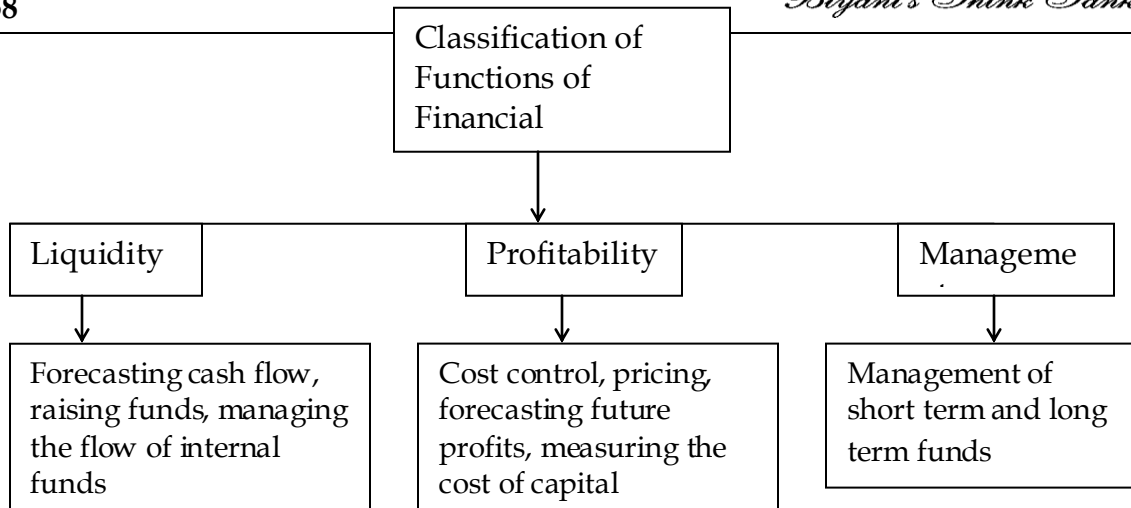 Classification of
Functions of
Financial
Liquidity
Profitability
Manageme
Forecasting cash flow,
raising funds, managing
the flow of internal
funds
Cost control, pricing,
forecasting future
profits, measuring the
cost of capital
Management of
short term and long
term funds